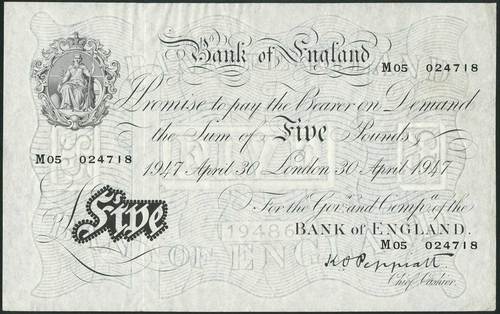 Bank of England
M05 024718
I Promise to pay the Bearer on Demand
the Sum of Five Pounds
1947 April 30 London 30 April 1947
M05 024718
For the Govr. and Compa. of the
BANK of ENGLAND.
M05 024718
Five
K O Peppiatt
Chief Cashier.